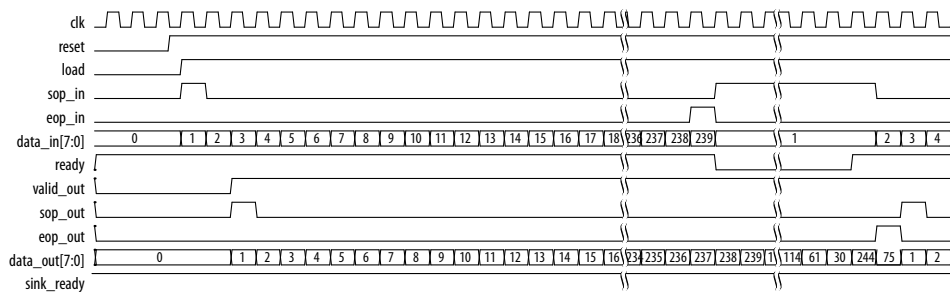 clk
reset
load
sop_in
eop_in
data_in[7:0] 0 1 2 3 4 5 6 7 8 9 10 11 12 13 14 15 16 17 18 236 237 238 239 1 2 3 4
ready
valid_out
sop_out
eop_out
data_out[7:0] 0 1 2 3 4 5 6 7 8 9 10 11 12 13 14 15 16 234 235 236 237 238 239 1 114 61 30 244 75 1 2
sink_ready